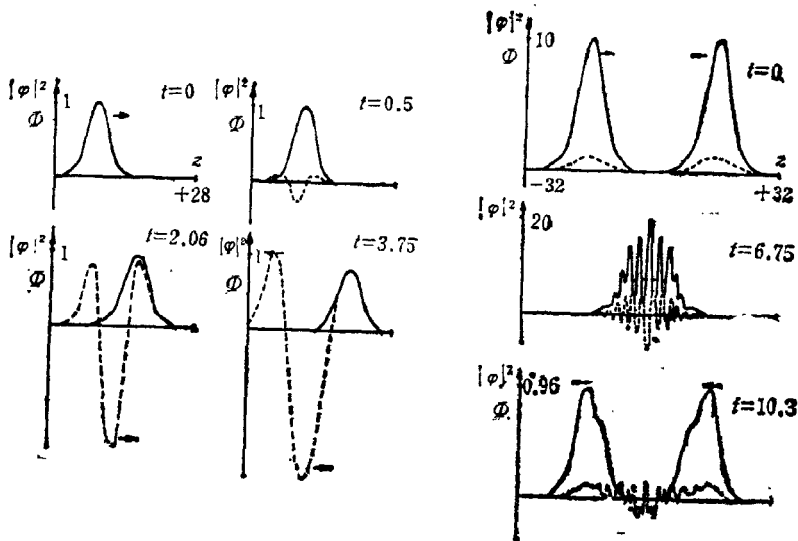 |φ|²
Φ
1
t=0
z
+28
|φ|²
Φ
1
t=0.5
|φ|²
Φ
1
t=2.06
|φ|²
Φ
1
t=3.75
|φ|²
Φ
10
t=0
z
-32
+32
|φ|²
20
t=6.75
|φ|²
Φ.
0.96
t=10.3